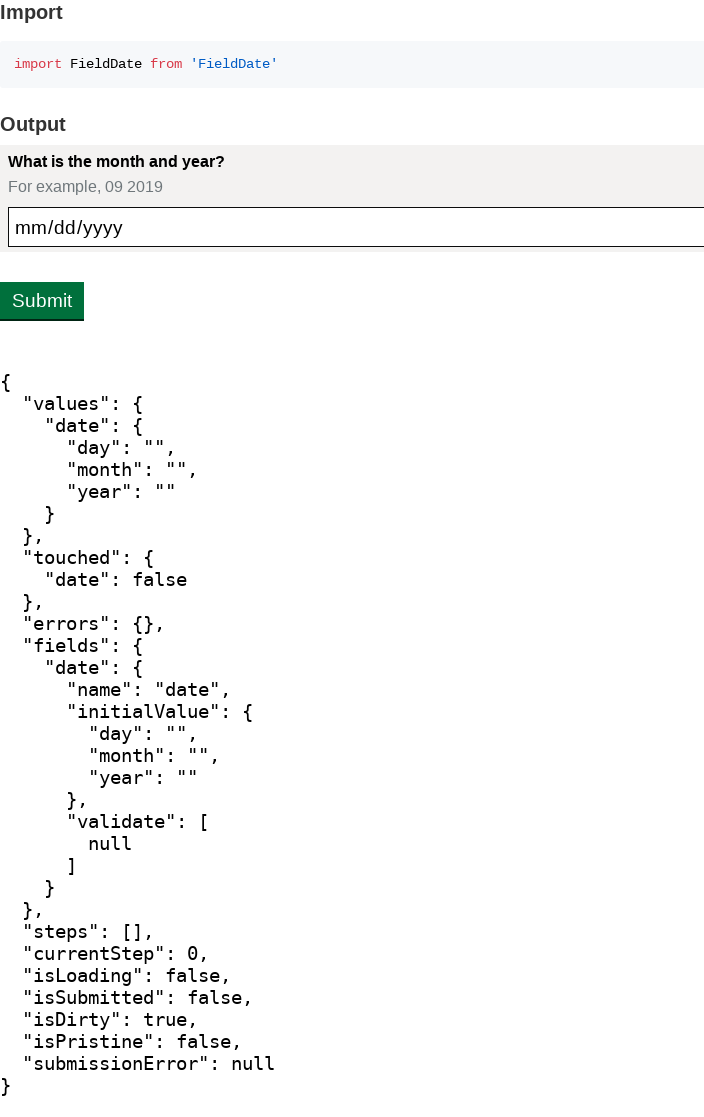 Import
import FieldDate from 'FieldDate'
Output
What is the month and year?
For example, 09 2019
mm/dd/yyyy
Submit
{
  "values": {
    "date": {
      "day": "",
      "month": "",
      "year": ""
    }
  },
  "touched": {
    "date": false
  },
  "errors": {},
  "fields": {
    "date": {
      "name": "date",
      "initialValue": {
        "day": "",
        "month": "",
        "year": ""
      },
      "validate": [
        null
      ]
    }
  },
  "steps": [],
  "currentStep": 0,
  "isLoading": false,
  "isSubmitted": false,
  "isDirty": true,
  "isPristine": false,
  "submissionError": null
}